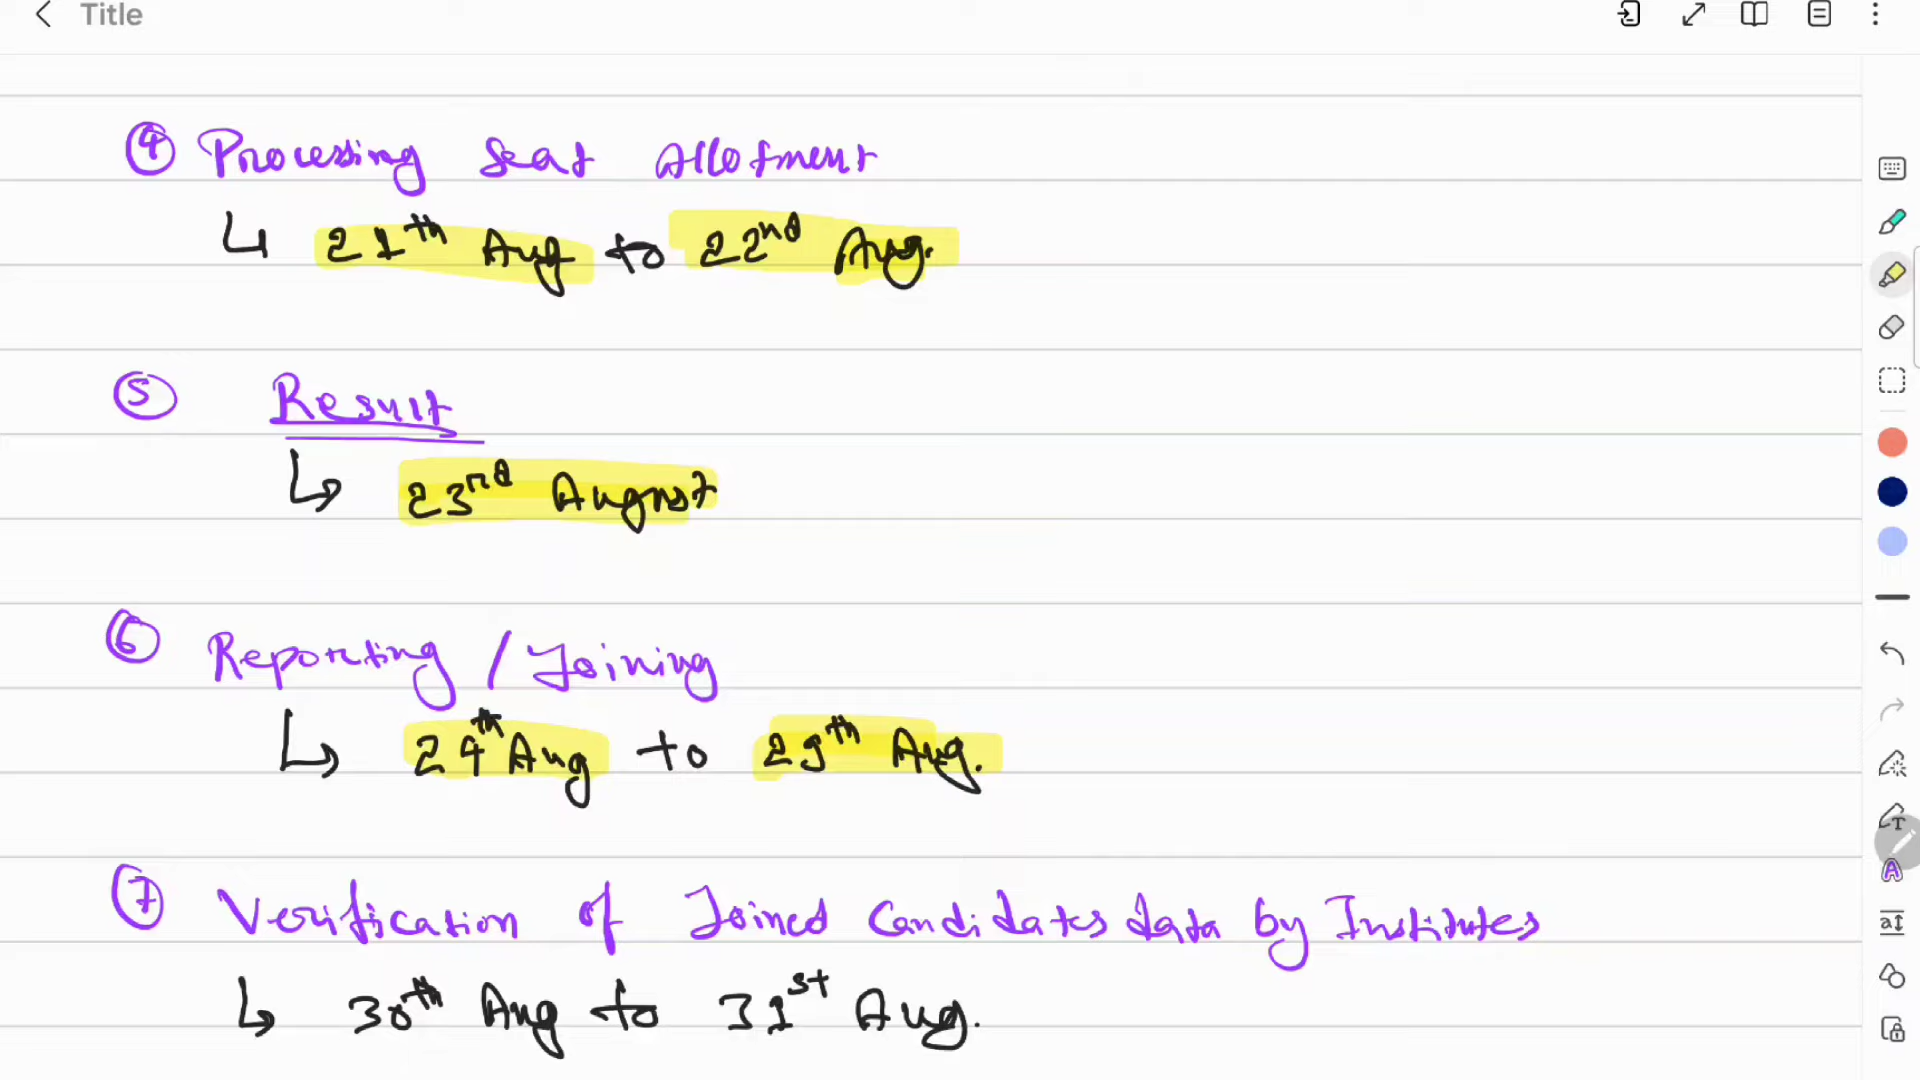 Title
④ Processing Seat Allotment
↳ 21th Aug to 22nd Aug.
⑤ Result
↳ 23rd August
⑥ Reporting / Joining
↳ 24th Aug to 29th Aug.
⑦ Verification of Joined Candidates data by Institutes
↳ 30th Aug to 31st Aug.